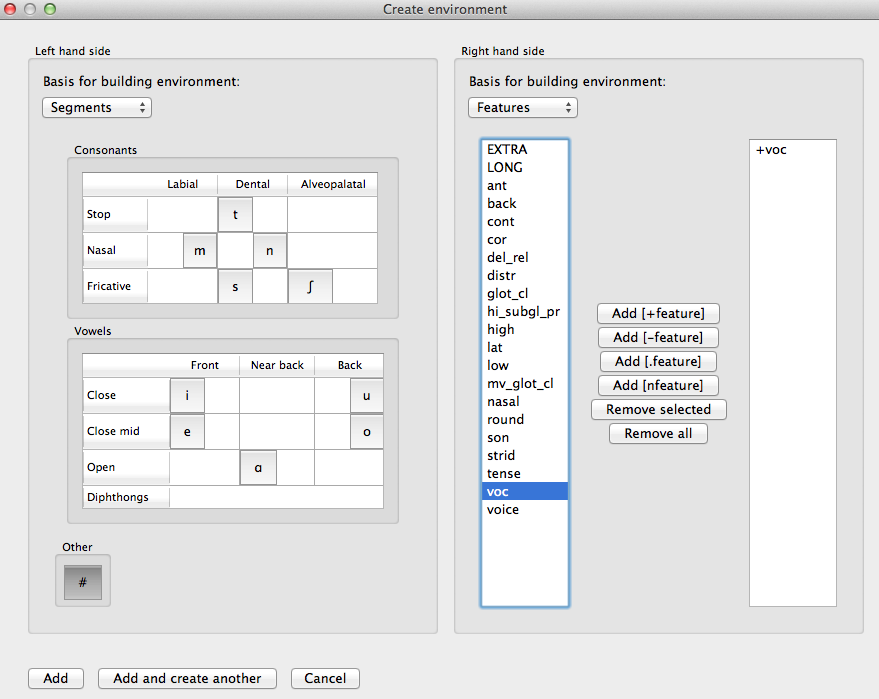 Create environment
Left hand side
Basis for building environment:
Segments
Consonants
Labial Dental Alveopalatal
Stop t
Nasal m n
Fricative s ʃ
Vowels
Front Near back Back
Close i u
Close mid e o
Open ɑ
Diphthongs
Other
#
Right hand side
Basis for building environment:
Features
EXTRA
LONG
ant
back
cont
cor
del_rel
distr
glot_cl
hi_subgl_pr
high
lat
low
mv_glot_cl
nasal
round
son
strid
tense
voc
voice
Add [+feature]
Add [-feature]
Add [.feature]
Add [nfeature]
Remove selected
Remove all
+voc
Add Add and create another Cancel